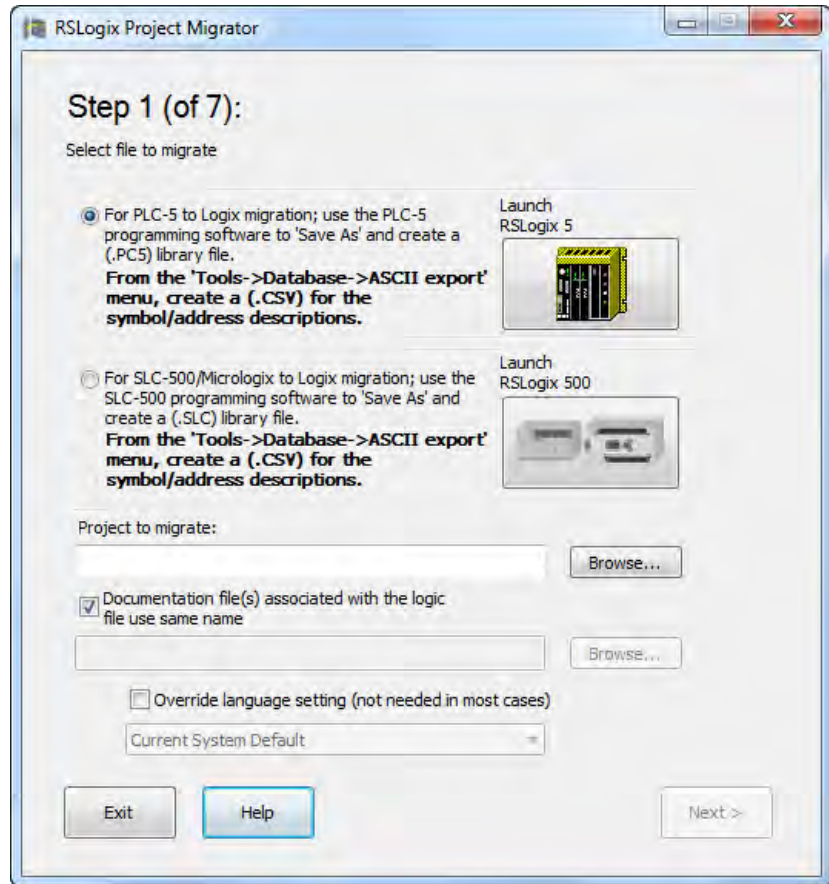 RSLogix Project Migrator
Step 1 (of 7):
Select file to migrate
For PLC-5 to Logix migration; use the PLC-5
programming software to 'Save As' and create a
(.PC5) library file.
From the 'Tools->Database->ASCII export'
menu, create a (.CSV) for the
symbol/address descriptions.
Launch
RSLogix 5
For SLC-500/Micrologix to Logix migration; use the
SLC-500 programming software to 'Save As' and
create a (.SLC) library file.
From the 'Tools->Database->ASCII export'
menu, create a (.CSV) for the
symbol/address descriptions.
Launch
RSLogix 500
Project to migrate:
Browse...
Documentation file(s) associated with the logic
file use same name
Browse...
Override language setting (not needed in most cases)
Current System Default
Exit
Help
Next >